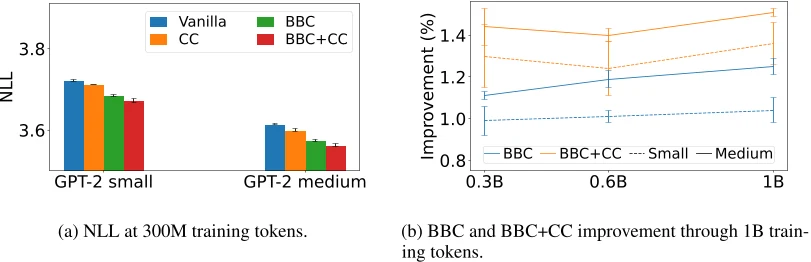 NLL
3.8
3.6
Vanilla
CC
BBC
BBC+CC
GPT-2 small
GPT-2 medium
(a) NLL at 300M training tokens.
Improvement (%)
1.4
1.2
1.0
0.8
BBC
BBC+CC
Small
Medium
0.3B
0.6B
1B
(b) BBC and BBC+CC improvement through 1B train-
ing tokens.